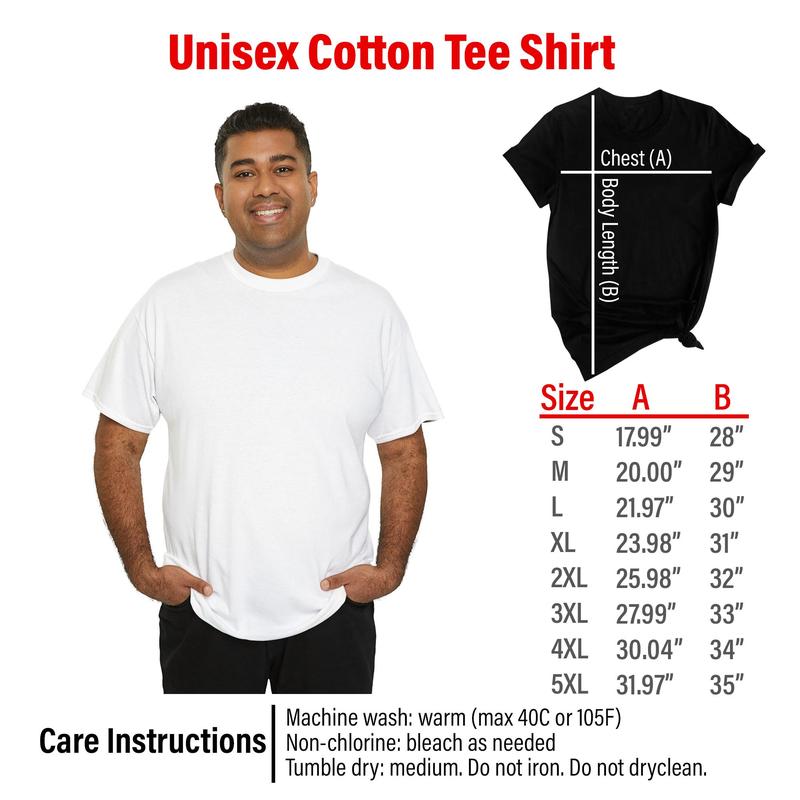 Unisex Cotton Tee Shirt
Chest (A)
Body Length (B)
Size A B
S 17.99" 28"
M 20.00" 29"
L 21.97" 30"
XL 23.98" 31"
2XL 25.98" 32"
3XL 27.99" 33"
4XL 30.04" 34"
5XL 31.97" 35"
Care Instructions
Machine wash: warm (max 40C or 105F)
Non-chlorine: bleach as needed
Tumble dry: medium. Do not iron. Do not dryclean.